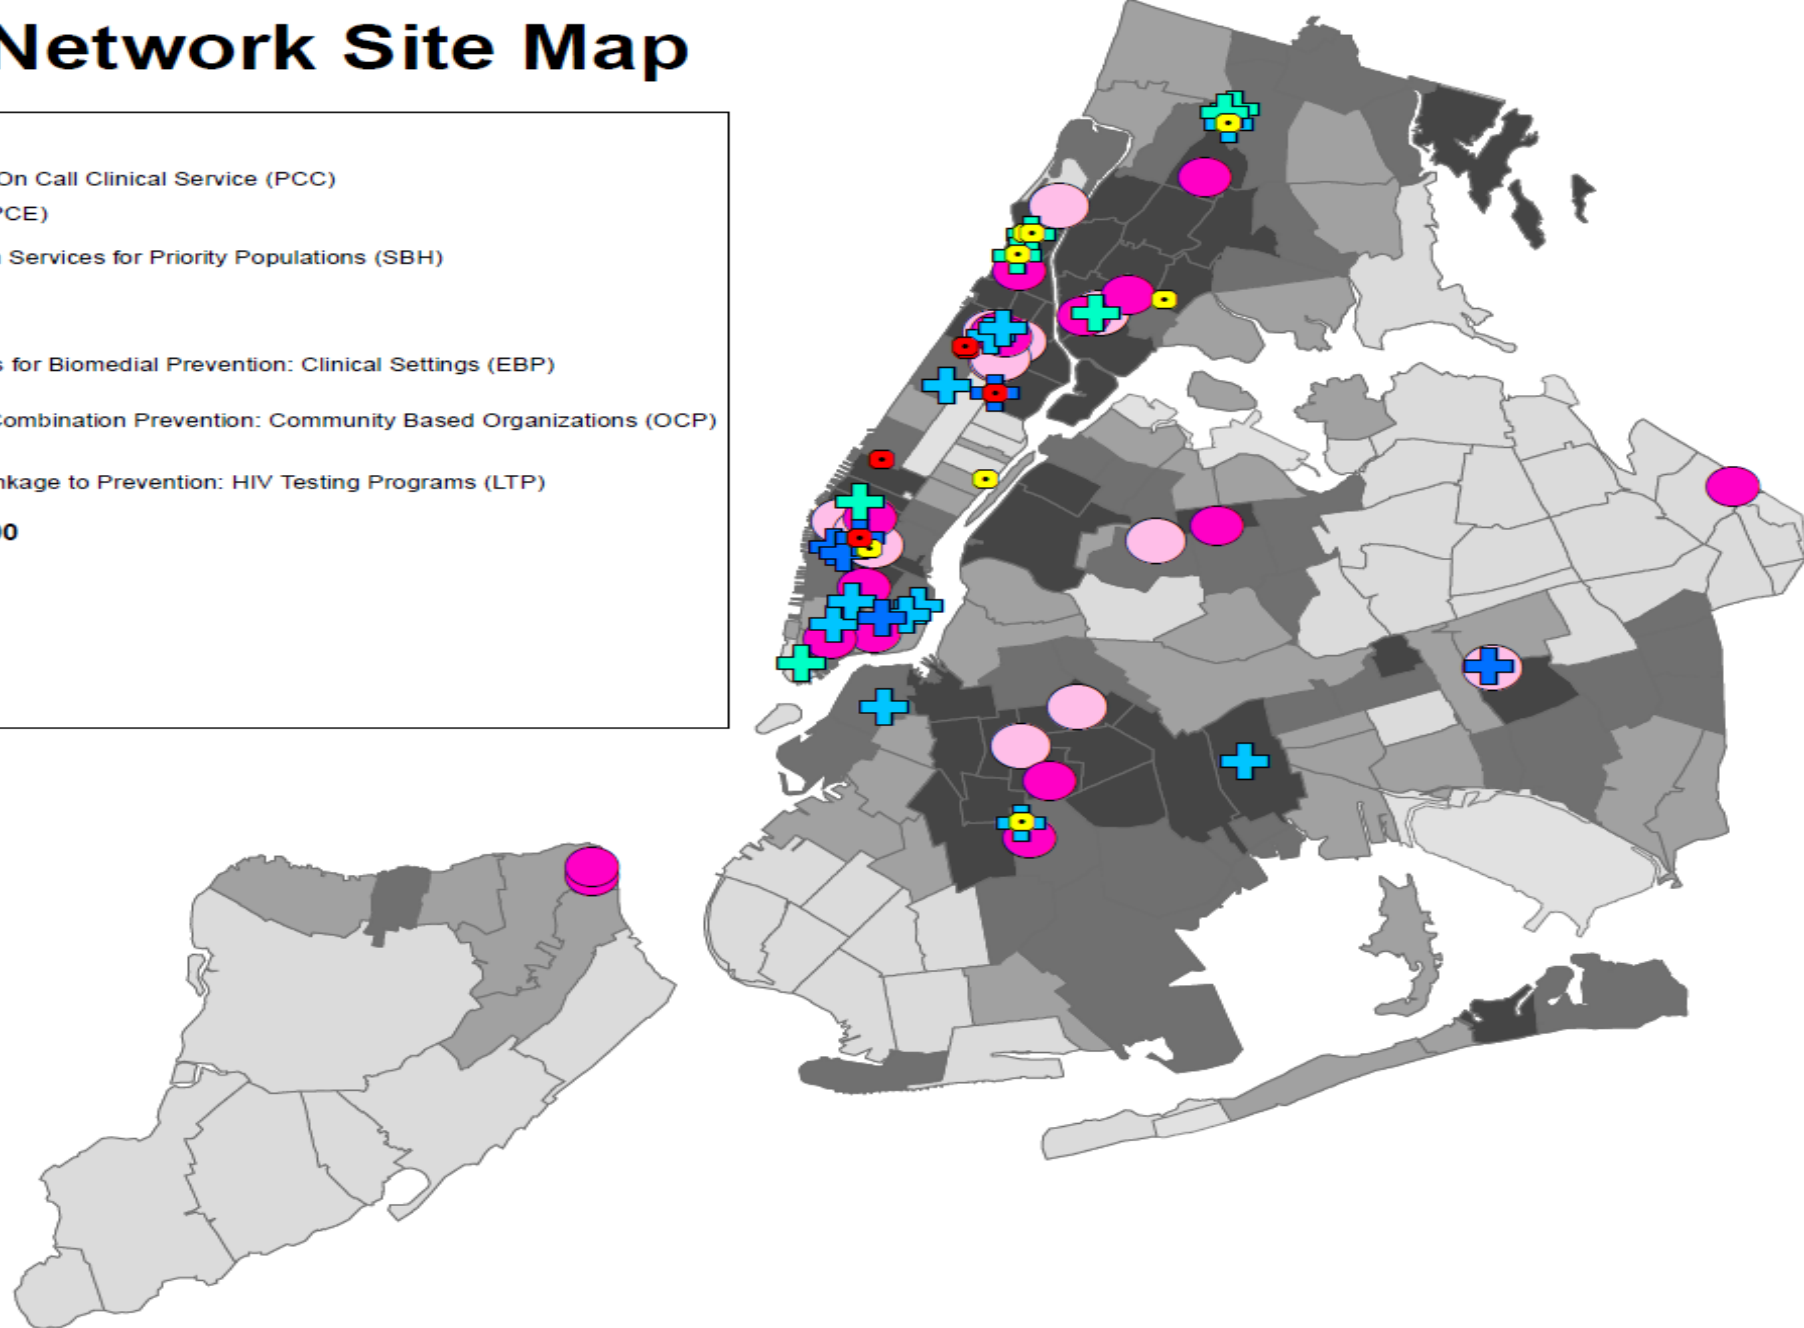 Network Site Map
On Call Clinical Service (PCC)
PCE)
Services for Priority Populations (SBH)
s for Biomedial Prevention: Clinical Settings (EBP)
Combination Prevention: Community Based Organizations (OCP)
nkage to Prevention: HIV Testing Programs (LTP)
00